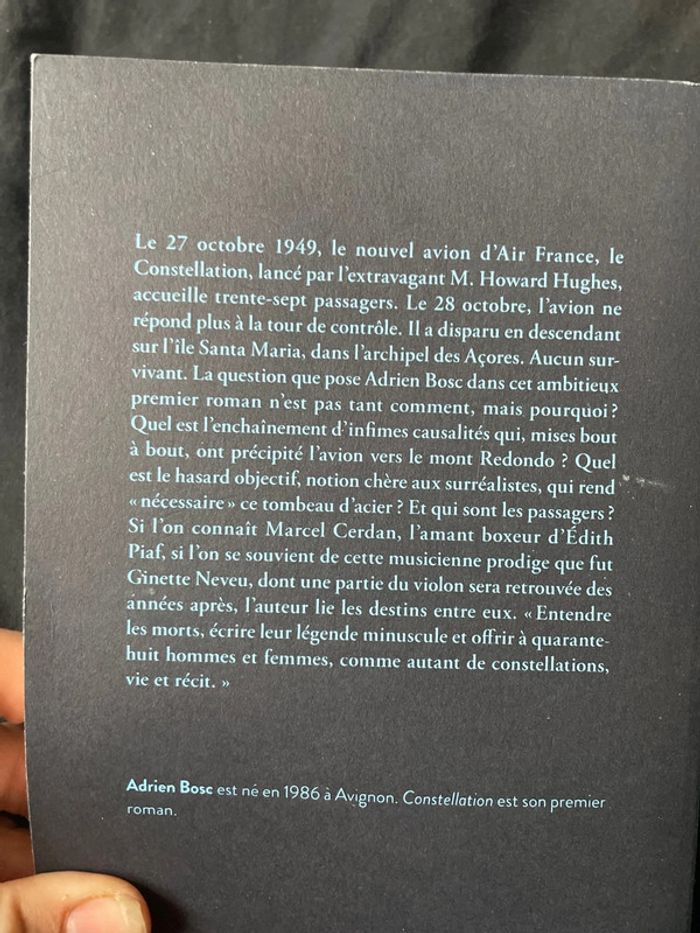 Le 27 octobre 1949, le nouvel avion d'Air France, le
Constellation, lancé par l'extravagant M. Howard Hughes,
accueille trente-sept passagers. Le 28 octobre, l'avion ne
répond plus à la tour de contrôle. Il a disparu en descendant
sur l'île Santa Maria, dans l'archipel des Açores. Aucun sur-
vivant. La question que pose Adrien Bosc dans cet ambitieux
premier roman n'est pas tant comment, mais pourquoi ?
Quel est l'enchaînement d'infimes causalités qui, mises bout
à bout, ont précipité l'avion vers le mont Redondo ? Quel
est le hasard objectif, notion chère aux surréalistes, qui rend
« nécessaire » ce tombeau d'acier ? Et qui sont les passagers ?
Si l'on connaît Marcel Cerdan, l'amant boxeur d'Édith
Piaf, si l'on se souvient de cette musicienne prodige que fut
Ginette Neveu, dont une partie du violon sera retrouvée des
années après, l'auteur lie les destins entre eux. « Entendre
les morts, écrire leur légende minuscule et offrir à quarante-
huit hommes et femmes, comme autant de constellations,
vie et récit. »
Adrien Bosc est né en 1986 à Avignon. Constellation est son premier
roman.